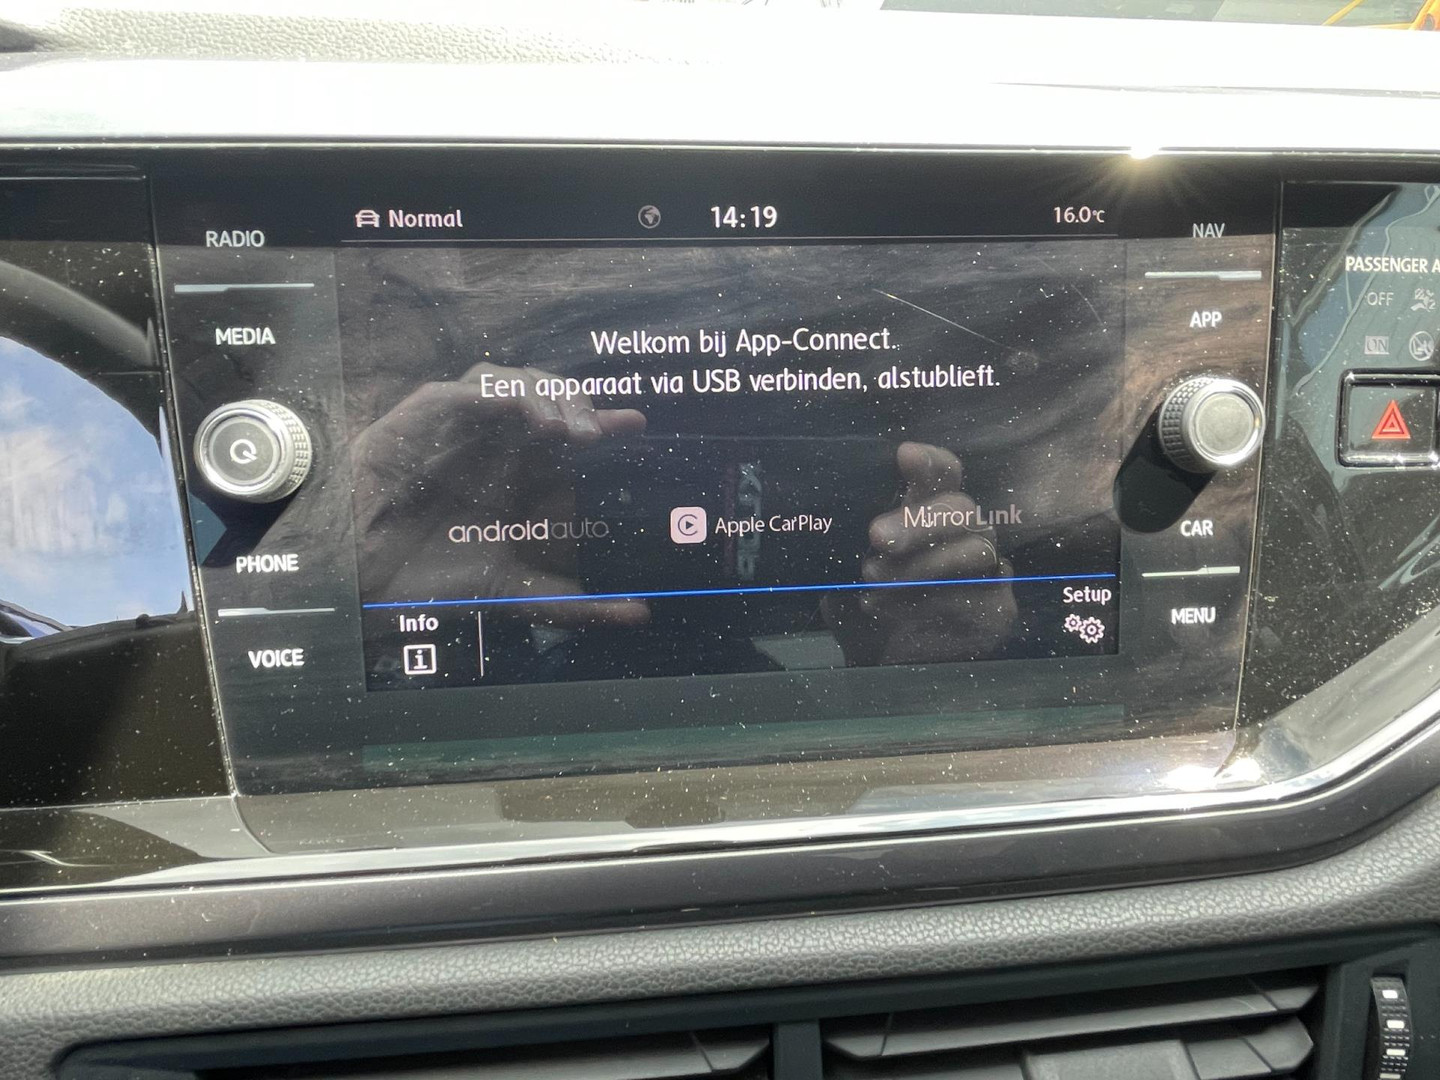 RADIO
MEDIA
PHONE
VOICE
Normal
14:19
16.0°C
Welkom bij App-Connect.
Een apparaat via USB verbinden, alstublieft.
androidauto
Apple CarPlay
MirrorLink
Info
i
Setup
NAV
APP
CAR
MENU
PASSENGER A
OFF
ON